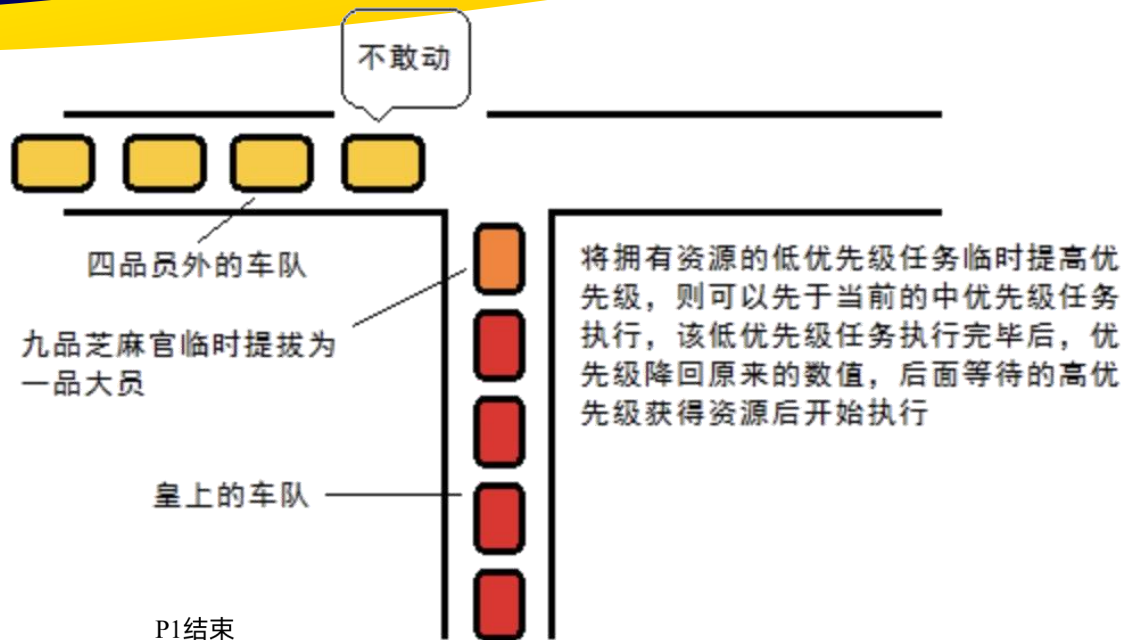 不敢动
四品员外的车队
九品芝麻官临时提拔为
一品大员
皇上的车队
将拥有资源的低优先级任务临时提高优
先级，则可以先于当前的中优先级任务
执行，该低优先级任务执行完毕后，优
先级降回原来的数值，后面等待的高优
先级获得资源后开始执行
P1结束